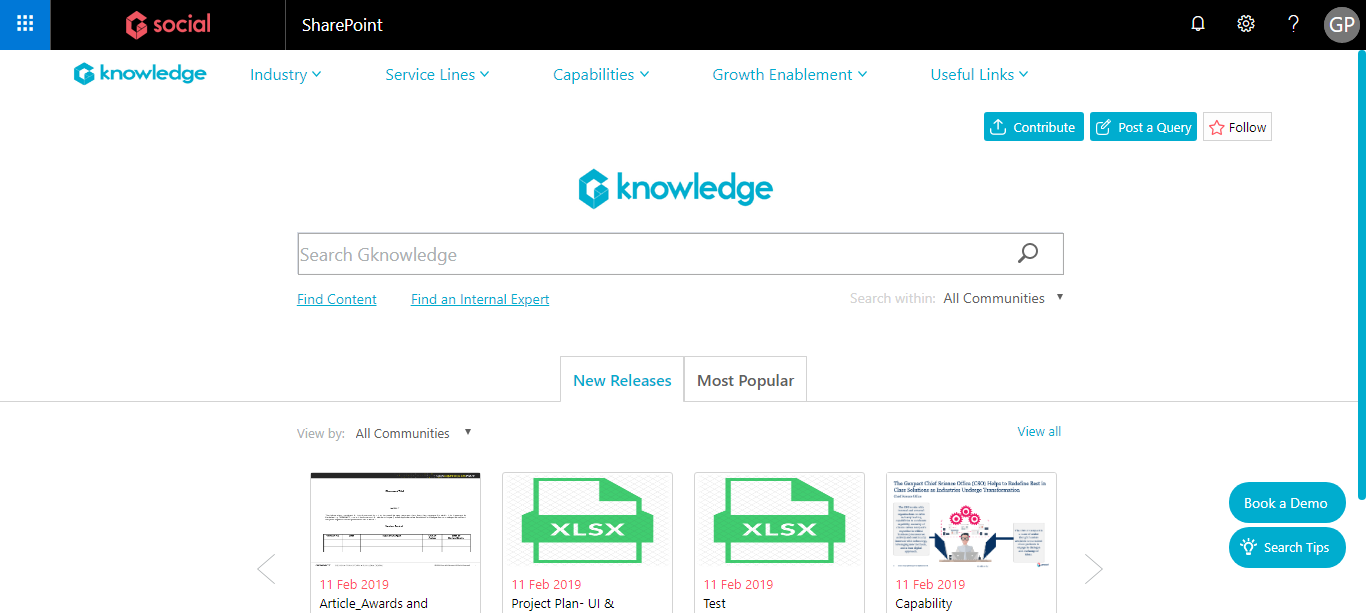 social
SharePoint
?
GP
knowledge
Industry
Service Lines
Capabilities
Growth Enablement
Useful Links
Contribute
Post a Query
Follow
knowledge
Search Gknowledge
Find Content
Find an Internal Expert
Search within: All Communities
New Releases
Most Popular
View by: All Communities
View all
XLSX
XLSX
The Genpact Chief Science Office (CSO) Helps to Redefine Best in
Class Solutions as Industries Undergo Transformation
Book a Demo
Search Tips
11 Feb 2019
Article_Awards and
11 Feb 2019
Project Plan- UI &
11 Feb 2019
Test
11 Feb 2019
Capability